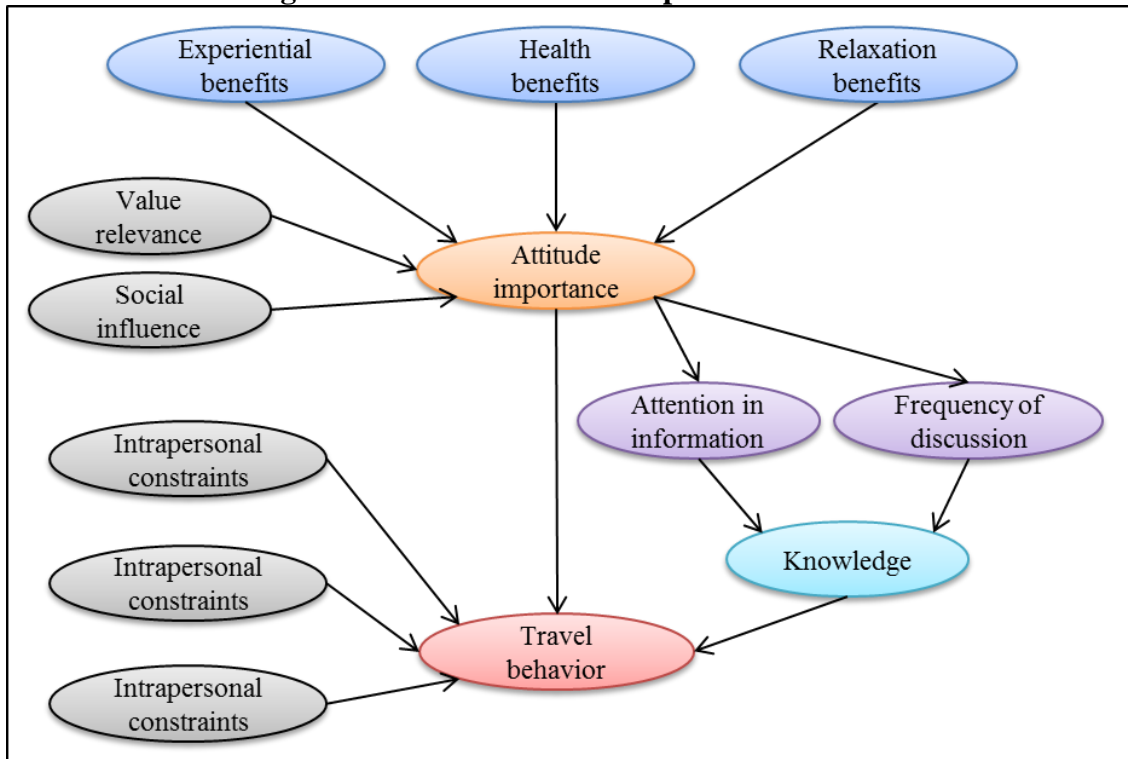 Experiential
benefits
Health
benefits
Relaxation
benefits
Value
relevance
Attitude
importance
Social
influence
Attention in
information
Frequency of
discussion
Intrapersonal
constraints
Knowledge
Intrapersonal
constraints
Travel
behavior
Intrapersonal
constraints